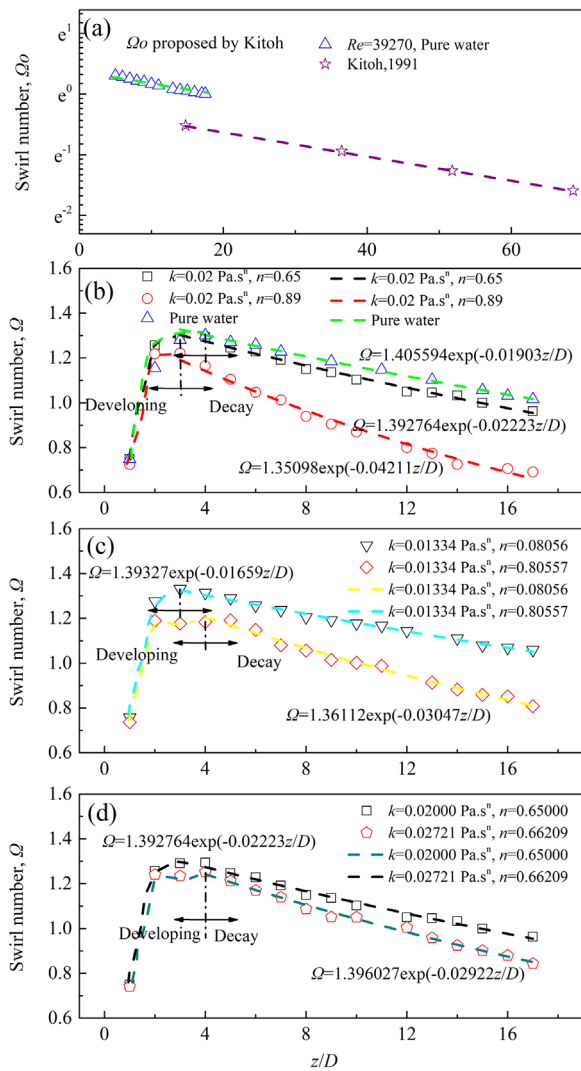 (a)
Ωo proposed by Kitoh
Re=39270, Pure water
Kitoh,1991
Swirl number, Ωo
e¹
e⁰
e⁻¹
e⁻²
0 20 40 60
(b)
k=0.02 Pa.sⁿ, n=0.65
k=0.02 Pa.sⁿ, n=0.89
Pure water
k=0.02 Pa.sⁿ, n=0.65
k=0.02 Pa.sⁿ, n=0.89
Pure water
Swirl number, Ω
1.6
1.4
1.2
1.0
0.8
0.6
Ω=1.405594exp(-0.01903z/D)
Developing
Decay
Ω=1.392764exp(-0.02223z/D)
Ω=1.35098exp(-0.04211z/D)
0 4 8 12 16
(c)
k=0.01334 Pa.sⁿ, n=0.08056
k=0.01334 Pa.sⁿ, n=0.80557
k=0.01334 Pa.sⁿ, n=0.08056
k=0.01334 Pa.sⁿ, n=0.80557
Swirl number, Ω
1.6
1.4
1.2
1.0
0.8
0.6
Ω=1.39327exp(-0.01659z/D)
Developing
Decay
Ω=1.36112exp(-0.03047z/D)
0 4 8 12 16
(d)
k=0.02000 Pa.sⁿ, n=0.65000
k=0.02721 Pa.sⁿ, n=0.66209
k=0.02000 Pa.sⁿ, n=0.65000
k=0.02721 Pa.sⁿ, n=0.66209
Swirl number, Ω
1.6
1.4
1.2
1.0
0.8
0.6
Ω=1.392764exp(-0.02223z/D)
Developing
Decay
Ω=1.396027exp(-0.02922z/D)
0 4 8 12 16
z/D